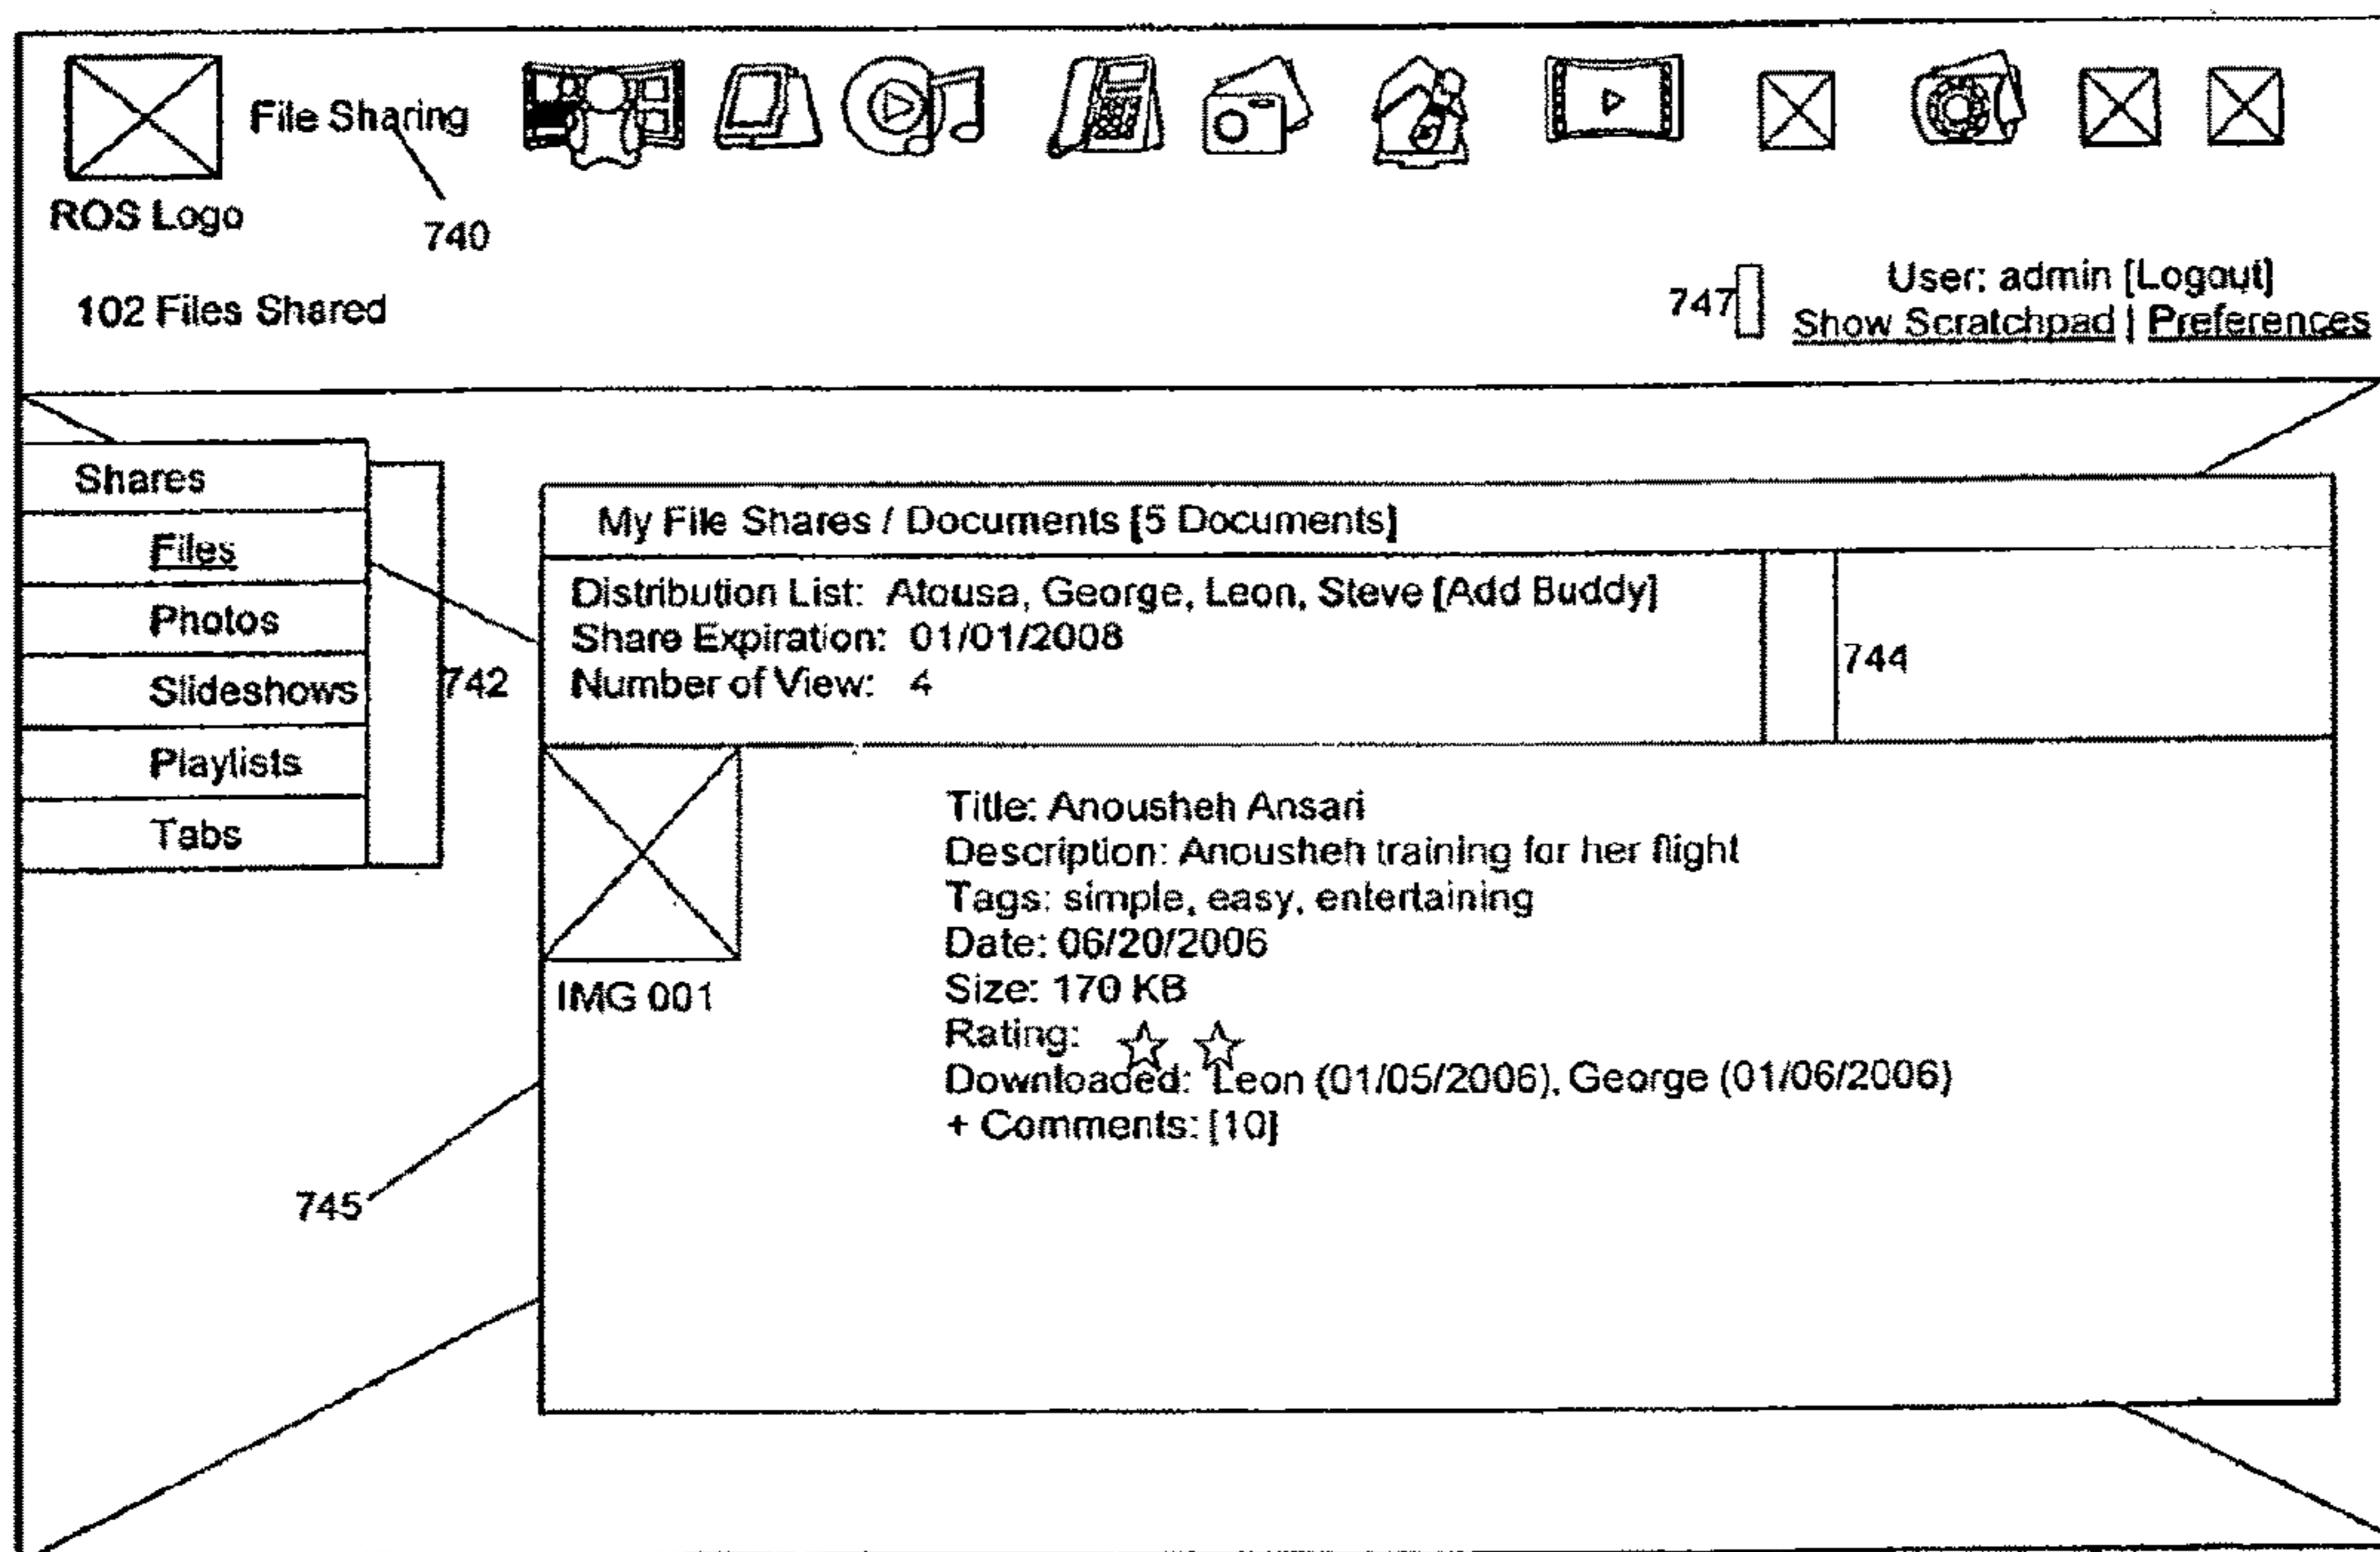 File Sharing
ROS Logo
740
102 Files Shared
747
User: admin [Logout]
Show Scratchpad | Preferences
Shares
Files
Photos
Slideshows
Playlists
Tabs
742
My File Shares / Documents [5 Documents]
Distribution List: Atousa, George, Leon, Steve [Add Buddy]
Share Expiration: 01/01/2008
Number of View: 4
744
IMG 001
Title: Anousheh Ansari
Description: Anousheh training for her flight
Tags: simple, easy, entertaining
Date: 06/20/2006
Size: 170 KB
Rating:
Downloaded: Leon (01/05/2006), George (01/06/2006)
+ Comments: [10]
745